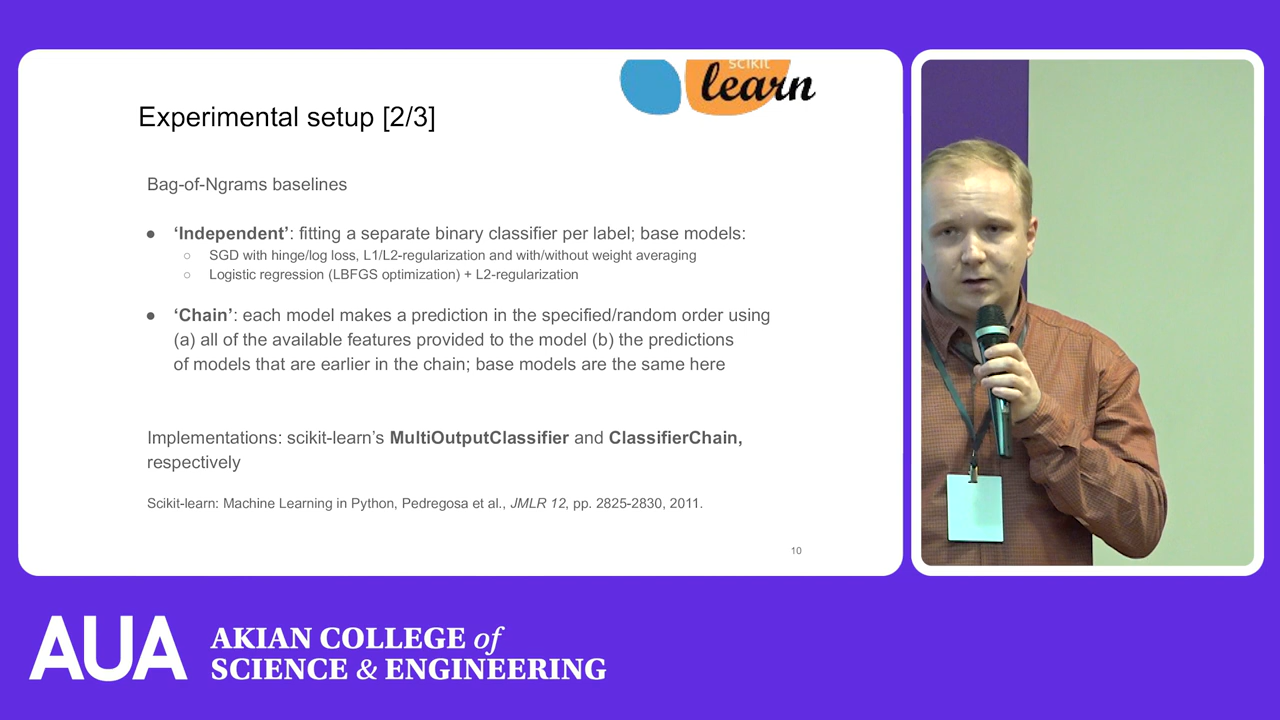 scikit
learn
Experimental setup [2/3]
Bag-of-Ngrams baselines
● ‘Independent’: fitting a separate binary classifier per label; base models:
○ SGD with hinge/log loss, L1/L2-regularization and with/without weight averaging
○ Logistic regression (LBFGS optimization) + L2-regularization
● ‘Chain’: each model makes a prediction in the specified/random order using
(a) all of the available features provided to the model (b) the predictions
of models that are earlier in the chain; base models are the same here
Implementations: scikit-learn’s MultiOutputClassifier and ClassifierChain,
respectively
Scikit-learn: Machine Learning in Python, Pedregosa et al., JMLR 12, pp. 2825-2830, 2011.
10
AUA
AKIAN COLLEGE of
SCIENCE & ENGINEERING